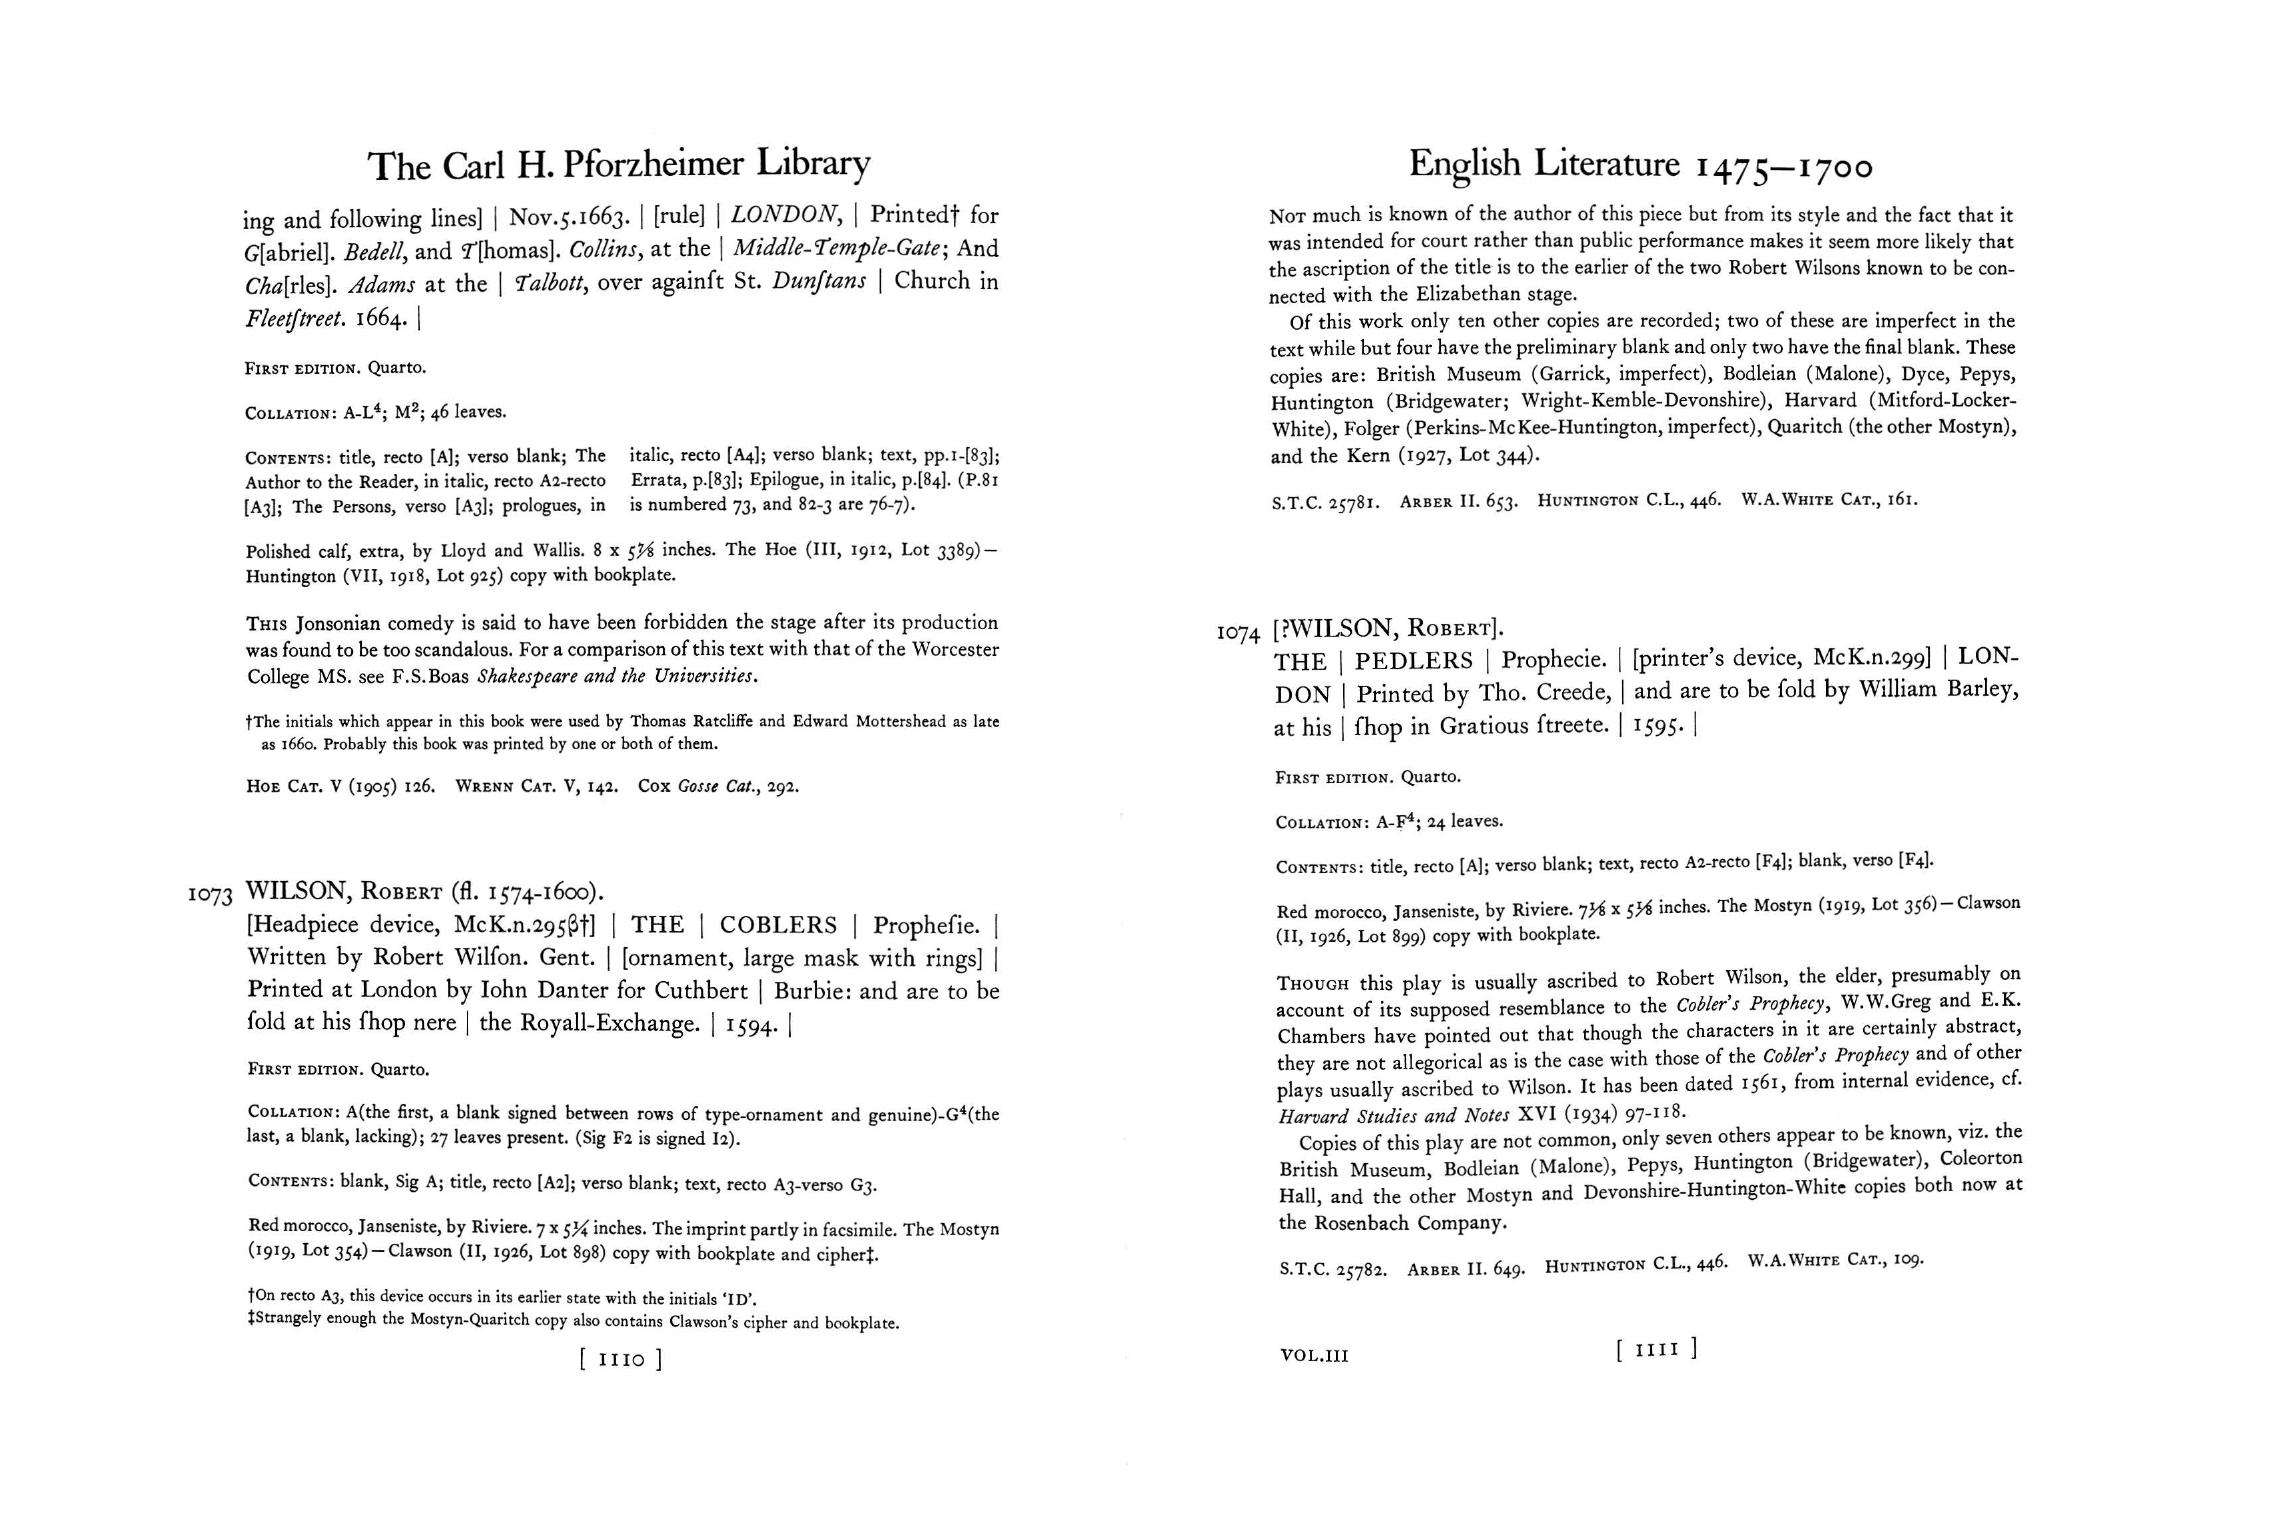 The Carl H. Pforzheimer Library
ing and following lines] | Nov.5.1663. | [rule] | LONDON, | Printed† for
G[abriel]. Bedell, and T[homas]. Collins, at the | Middle-Temple-Gate; And
Cha[rles]. Adams at the | Talbott, over againſt St. Dunſtans | Church in
Fleetſtreet. 1664. |
FIRST EDITION. Quarto.
COLLATION: A-L⁴; M²; 46 leaves.
CONTENTS: title, recto [A]; verso blank; The
Author to the Reader, in italic, recto A2-recto
[A3]; The Persons, verso [A3]; prologues, in
italic, recto [A4]; verso blank; text, pp.1-[83];
Errata, p.[83]; Epilogue, in italic, p.[84]. (P.81
is numbered 73, and 82-3 are 76-7).
Polished calf, extra, by Lloyd and Wallis. 8 x 5⅞ inches. The Hoe (III, 1912, Lot 3389)—
Huntington (VII, 1918, Lot 925) copy with bookplate.
THIS Jonsonian comedy is said to have been forbidden the stage after its production
was found to be too scandalous. For a comparison of this text with that of the Worcester
College MS. see F.S.Boas Shakespeare and the Universities.
†The initials which appear in this book were used by Thomas Ratcliffe and Edward Mottershead as late
as 1660. Probably this book was printed by one or both of them.
HOE CAT. V (1905) 126. WRENN CAT. V, 142. COX Gosse Cat., 292.
1073 WILSON, ROBERT (fl. 1574-1600).
[Headpiece device, McK.n.295β†] | THE | COBLERS | Propheſie. |
Written by Robert Wilſon. Gent. | [ornament, large mask with rings] |
Printed at London by Iohn Danter for Cuthbert | Burbie: and are to be
ſold at his ſhop nere | the Royall-Exchange. | 1594. |
FIRST EDITION. Quarto.
COLLATION: A(the first, a blank signed between rows of type-ornament and genuine)-G⁴(the
last, a blank, lacking); 27 leaves present. (Sig F2 is signed I2).
CONTENTS: blank, Sig A; title, recto [A2]; verso blank; text, recto A3-verso G3.
Red morocco, Janseniste, by Riviere. 7 x 5¼ inches. The imprint partly in facsimile. The Mostyn
(1919, Lot 354)—Clawson (II, 1926, Lot 898) copy with bookplate and cipher‡.
†On recto A3, this device occurs in its earlier state with the initials ‘ID’.
‡Strangely enough the Mostyn-Quaritch copy also contains Clawson's cipher and bookplate.
[ 1110 ]
English Literature 1475—1700
NOT much is known of the author of this piece but from its style and the fact that it
was intended for court rather than public performance makes it seem more likely that
the ascription of the title is to the earlier of the two Robert Wilsons known to be con-
nected with the Elizabethan stage.
Of this work only ten other copies are recorded; two of these are imperfect in the
text while but four have the preliminary blank and only two have the final blank. These
copies are: British Museum (Garrick, imperfect), Bodleian (Malone), Dyce, Pepys,
Huntington (Bridgewater; Wright-Kemble-Devonshire), Harvard (Mitford-Locker-
White), Folger (Perkins-McKee-Huntington, imperfect), Quaritch (the other Mostyn),
and the Kern (1927, Lot 344).
S.T.C. 25781. ARBER II. 653. HUNTINGTON C.L., 446. W.A.WHITE CAT., 161.
1074 [?WILSON, ROBERT].
THE | PEDLERS | Prophecie. | [printer's device, McK.n.299] | LON-
DON | Printed by Tho. Creede, | and are to be ſold by William Barley,
at his | ſhop in Gratious ſtreete. | 1595. |
FIRST EDITION. Quarto.
COLLATION: A-F⁴; 24 leaves.
CONTENTS: title, recto [A]; verso blank; text, recto A2-recto [F4]; blank, verso [F4].
Red morocco, Janseniste, by Riviere. 7⅛ x 5⅛ inches. The Mostyn (1919, Lot 356)—Clawson
(II, 1926, Lot 899) copy with bookplate.
THOUGH this play is usually ascribed to Robert Wilson, the elder, presumably on
account of its supposed resemblance to the Cobler's Prophecy, W.W.Greg and E.K.
Chambers have pointed out that though the characters in it are certainly abstract,
they are not allegorical as is the case with those of the Cobler's Prophecy and of other
plays usually ascribed to Wilson. It has been dated 1561, from internal evidence, cf.
Harvard Studies and Notes XVI (1934) 97-118.
Copies of this play are not common, only seven others appear to be known, viz. the
British Museum, Bodleian (Malone), Pepys, Huntington (Bridgewater), Coleorton
Hall, and the other Mostyn and Devonshire-Huntington-White copies both now at
the Rosenbach Company.
S.T.C. 25782. ARBER II. 649. HUNTINGTON C.L., 446. W.A.WHITE CAT., 109.
VOL.III
[ 1111 ]